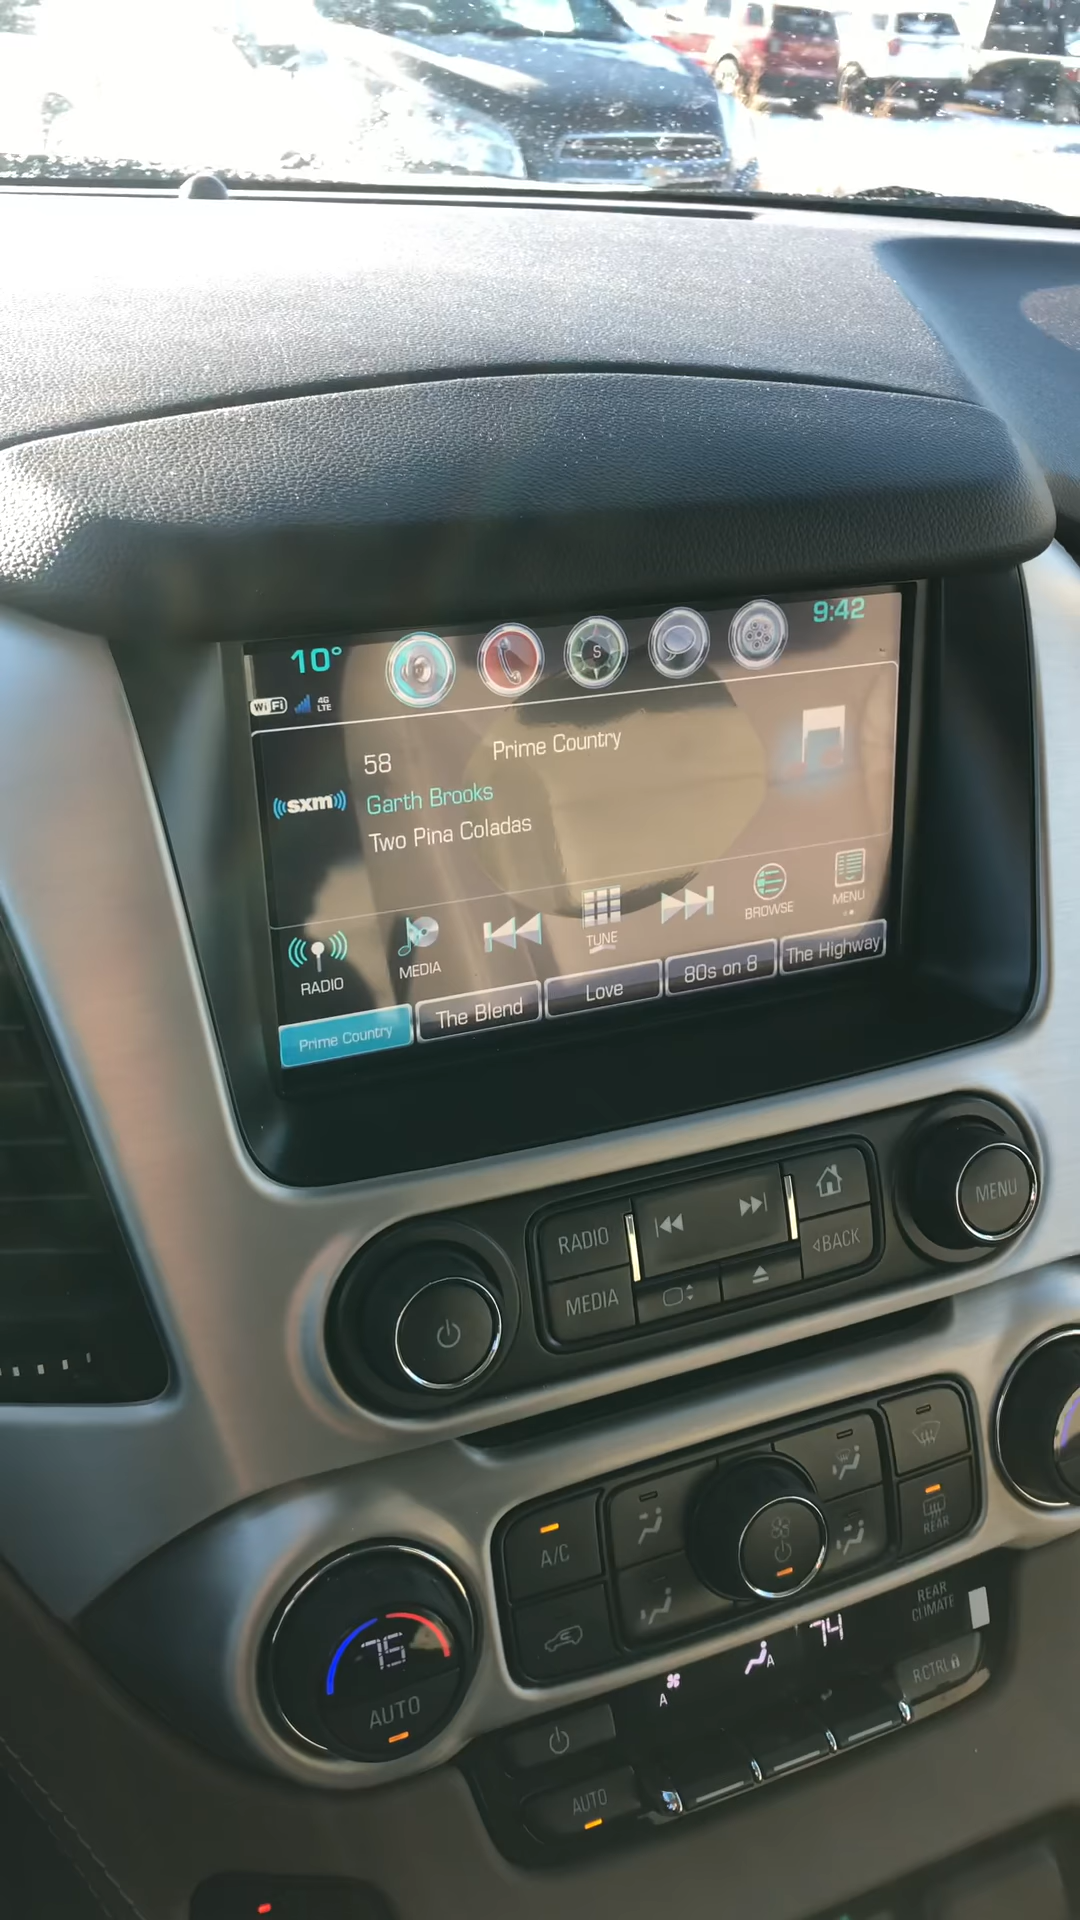 10°
9:42
WiFi
4G
LTE
S
58
Prime Country
((sxm))
Garth Brooks
Two Pina Coladas
RADIO
MEDIA
TUNE
BROWSE
MENU
Prime Country
The Blend
Love
80s on 8
The Highway
RADIO
MEDIA
BACK
MENU
A/C
REAR
AUTO
A
A
74
REAR
CLIMATE
RCTRL
AUTO